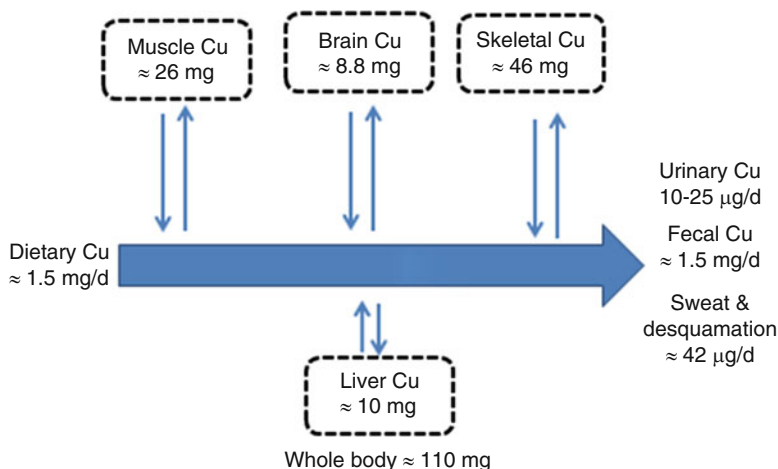 Muscle Cu
≈ 26 mg
Brain Cu
≈ 8.8 mg
Skeletal Cu
≈ 46 mg
Urinary Cu
10-25 μg/d
Dietary Cu
≈ 1.5 mg/d
Fecal Cu
≈ 1.5 mg/d
Sweat &
desquamation
≈ 42 μg/d
Liver Cu
≈ 10 mg
Whole body ≈ 110 mg